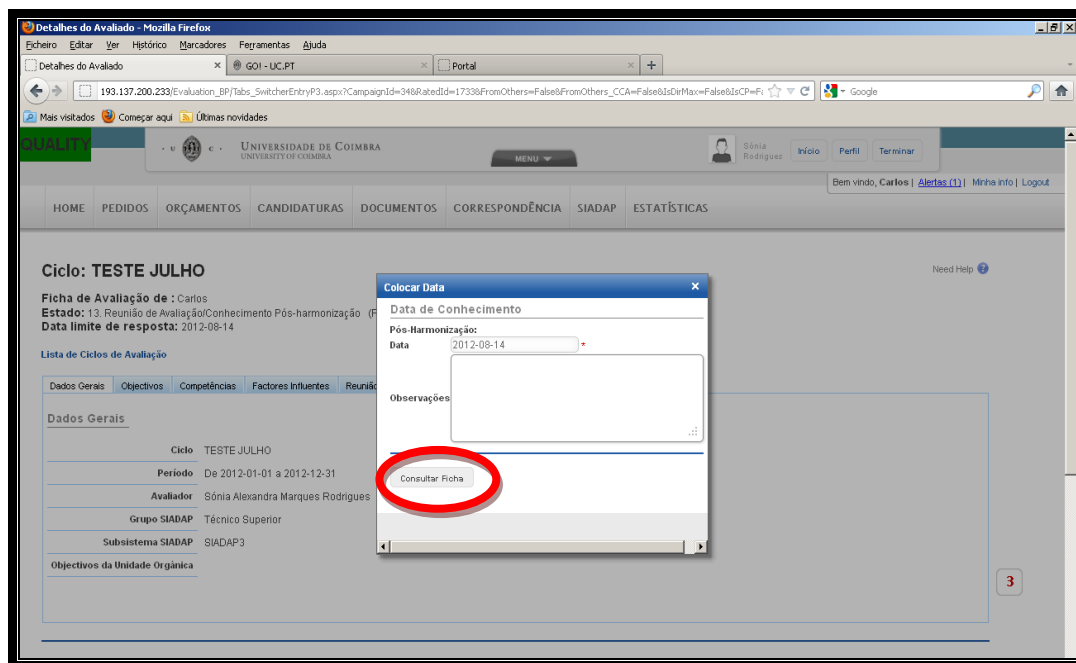 Detalhes do Avaliado - Mozilla Firefox
Ficheiro Editar Ver Histórico Marcadores Ferramentas Ajuda
Detalhes do Avaliado × GO! - UC.PT × Portal × +
193.137.200.233/Evaluation_BP/Tabs_SwitcherEntryP3.aspx?CampaignId=34&RatedId=1733&FromOthers=False&FromOthers_CCA=False&IsDirMax=False&IsCP=F Google
Mais visitados Começar aqui Últimas novidades
QUALITY
· U C · UNIVERSIDADE DE COIMBRA
UNIVERSITY OF COIMBRA
MENU
Sónia Rodrigues Início Perfil Terminar
Bem vindo, Carlos | Alertas (1) | Minha info | Logout
HOME PEDIDOS ORÇAMENTOS CANDIDATURAS DOCUMENTOS CORRESPONDÊNCIA SIADAP ESTATÍSTICAS
Ciclo: TESTE JULHO
Need Help ?
Ficha de Avaliação de : Carlos
Estado: 13. Reunião de Avaliação/Conhecimento Pós-harmonização (F
Data limite de resposta: 2012-08-14
Lista de Ciclos de Avaliação
Dados Gerais Objectivos Competências Factores Influentes Reuniã
Dados Gerais
Ciclo TESTE JULHO
Período De 2012-01-01 a 2012-12-31
Avaliador Sónia Alexandra Marques Rodrigues
Grupo SIADAP Técnico Superior
Subsistema SIADAP SIADAP3
Objectivos da Unidade Orgânica
Colocar Data ×
Data de Conhecimento
Pós-Harmonização:
Data 2012-08-14 *
Observações
Consultar Ficha
3